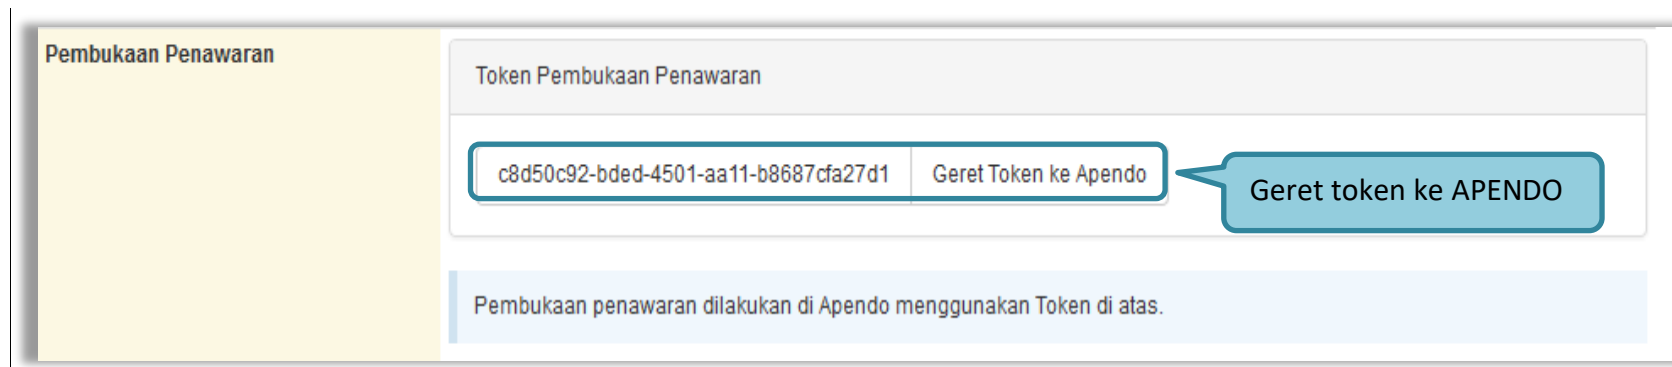 Pembukaan Penawaran
Token Pembukaan Penawaran
c8d50c92-bded-4501-aa11-b8687cfa27d1 Geret Token ke Apendo
Geret token ke APENDO
Pembukaan penawaran dilakukan di Apendo menggunakan Token di atas.